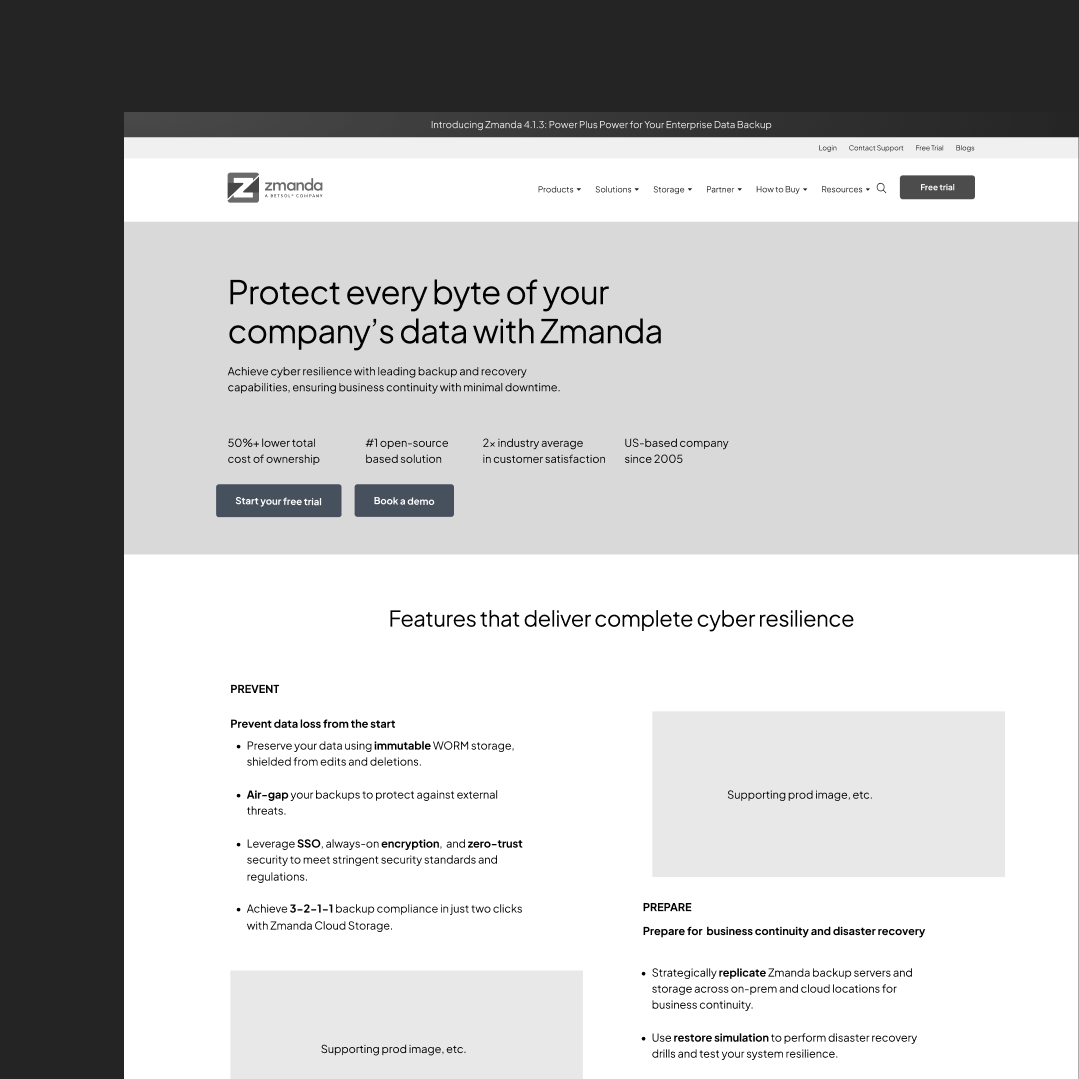 Introducing Zmanda 4.1.3: Power Plus Power for Your Enterprise Data Backup
Login Contact Support Free Trial Blogs
zmanda
A BETSOL® COMPANY
Products Solutions Storage Partner How to Buy Resources Free trial
Protect every byte of your
company’s data with Zmanda
Achieve cyber resilience with leading backup and recovery
capabilities, ensuring business continuity with minimal downtime.
50%+ lower total
cost of ownership
#1 open-source
based solution
2x industry average
in customer satisfaction
US-based company
since 2005
Start your free trial
Book a demo
Features that deliver complete cyber resilience
PREVENT
Prevent data loss from the start
• Preserve your data using immutable WORM storage,
shielded from edits and deletions.
• Air-gap your backups to protect against external
threats.
• Leverage SSO, always-on encryption, and zero-trust
security to meet stringent security standards and
regulations.
• Achieve 3-2-1-1 backup compliance in just two clicks
with Zmanda Cloud Storage.
Supporting prod image, etc.
Supporting prod image, etc.
PREPARE
Prepare for business continuity and disaster recovery
• Strategically replicate Zmanda backup servers and
storage across on-prem and cloud locations for
business continuity.
• Use restore simulation to perform disaster recovery
drills and test your system resilience.